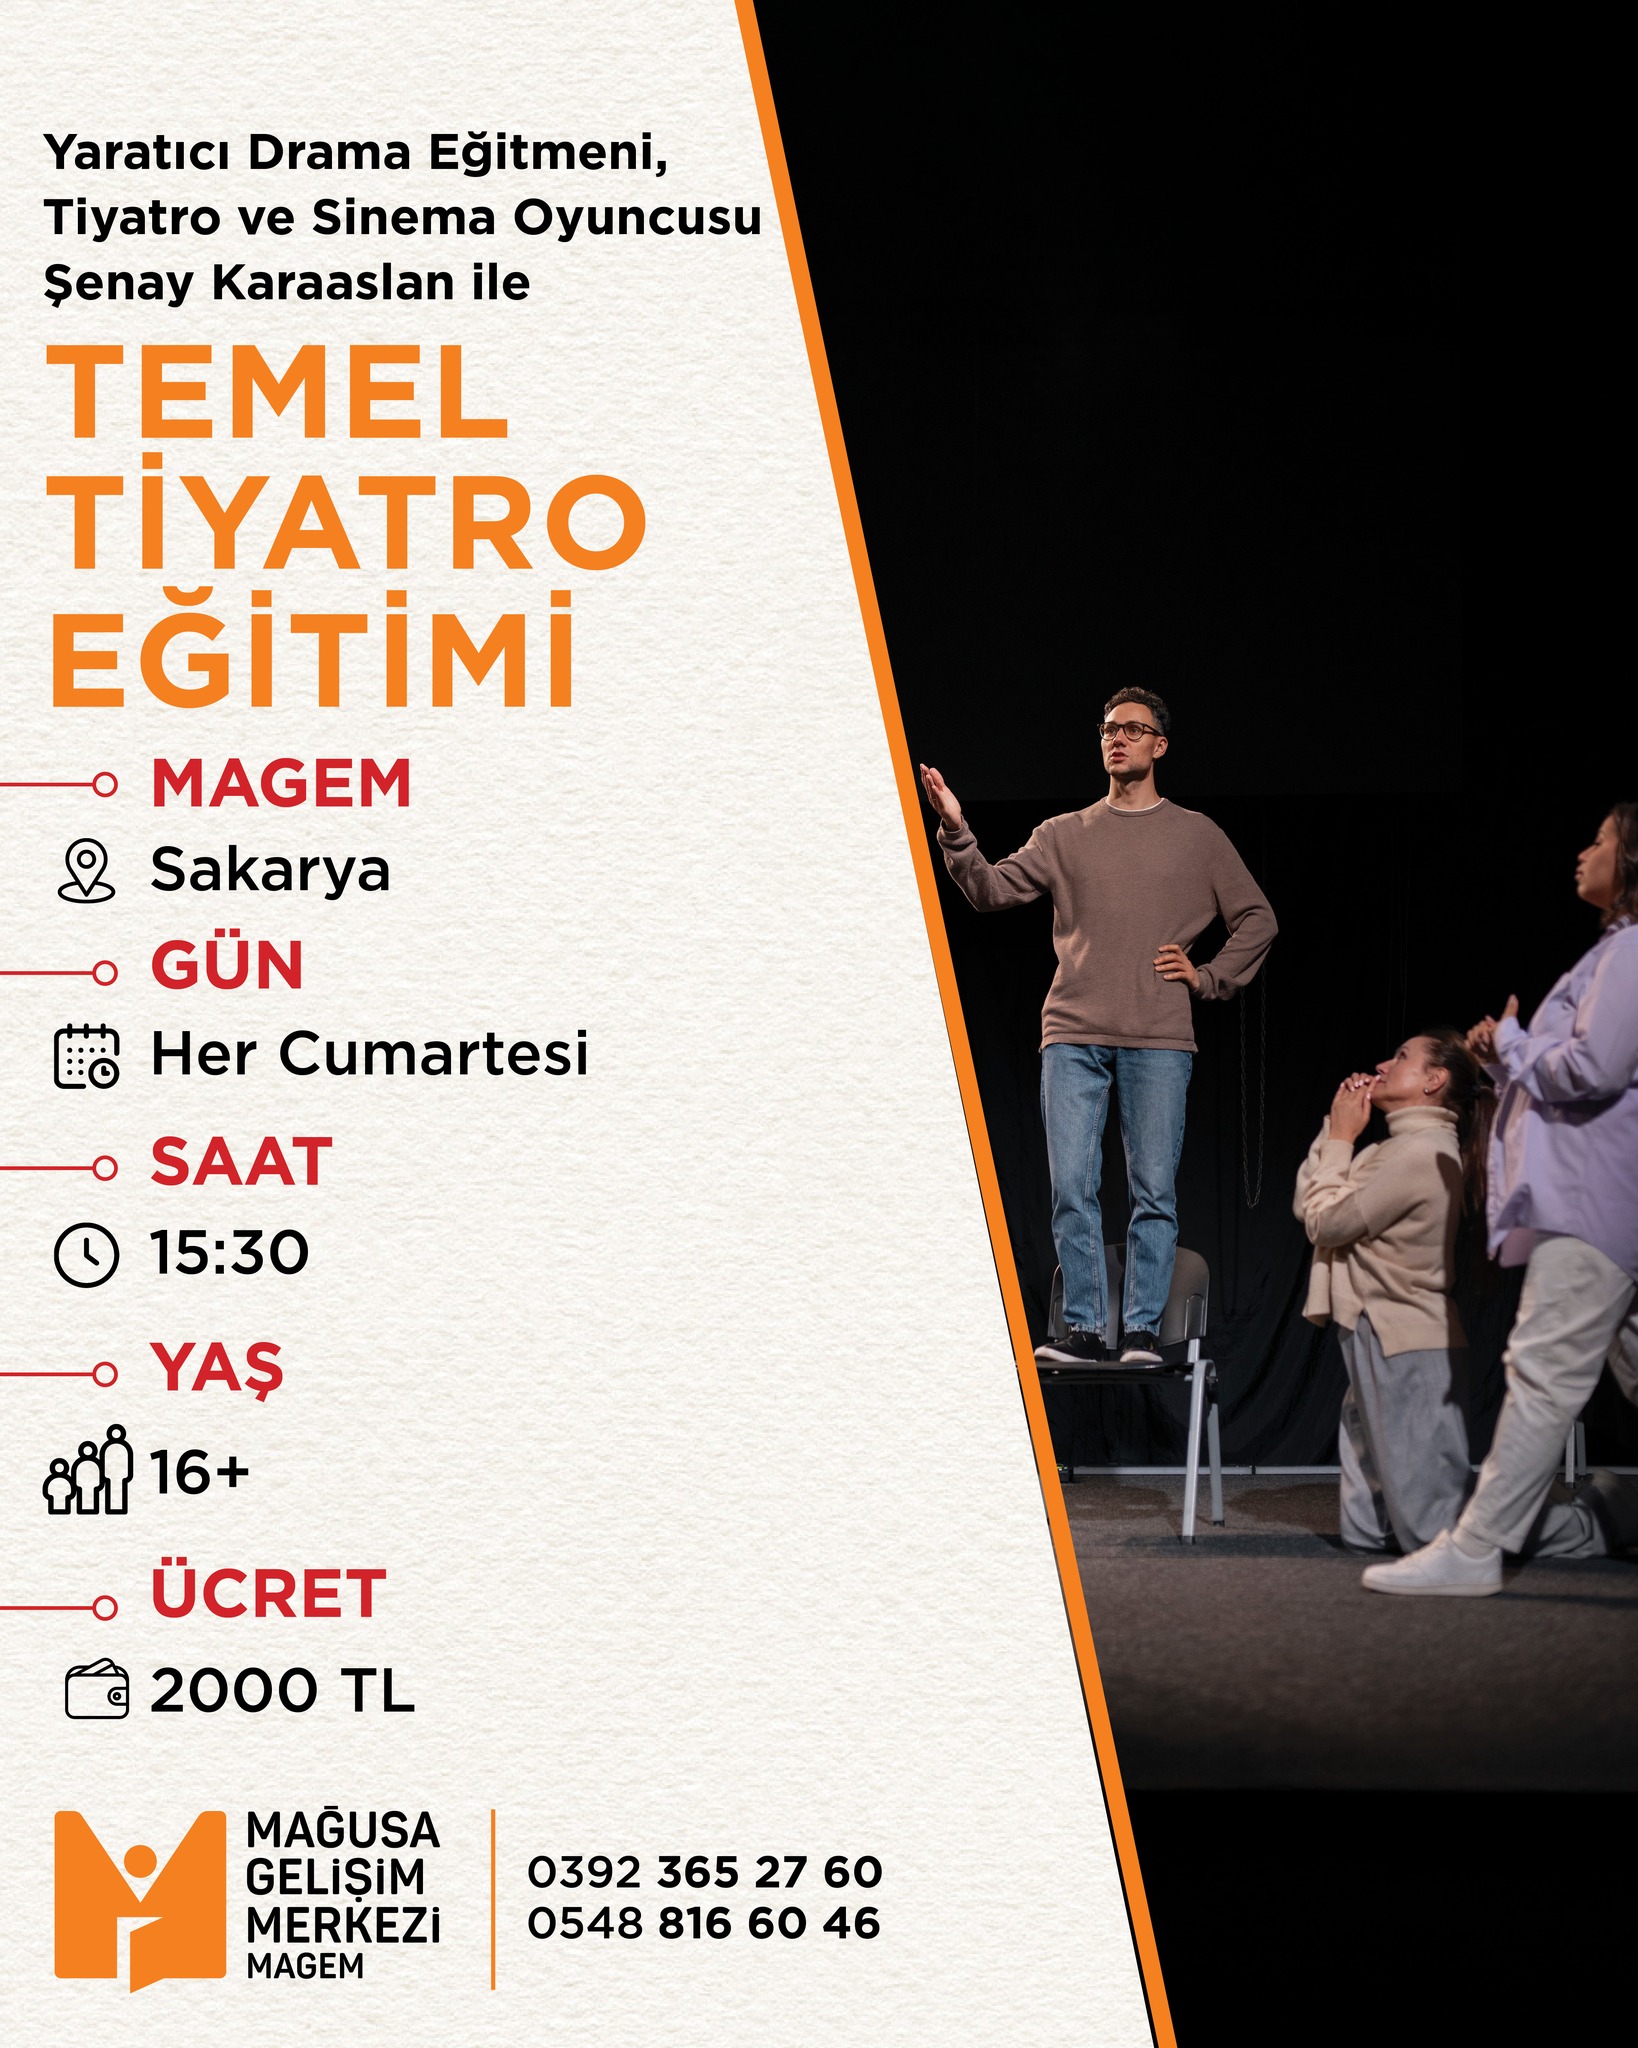 Yaratıcı Drama Eğitmeni,
Tiyatro ve Sinema Oyuncusu
Şenay Karaaslan ile
TEMEL
TİYATRO
EĞİTİMİ
MAGEM
Sakarya
GÜN
Her Cumartesi
SAAT
15:30
YAŞ
16+
ÜCRET
2000 TL
MAĞUSA
GELİŞİM
MERKEZİ
MAGEM
0392 365 27 60
0548 816 60 46